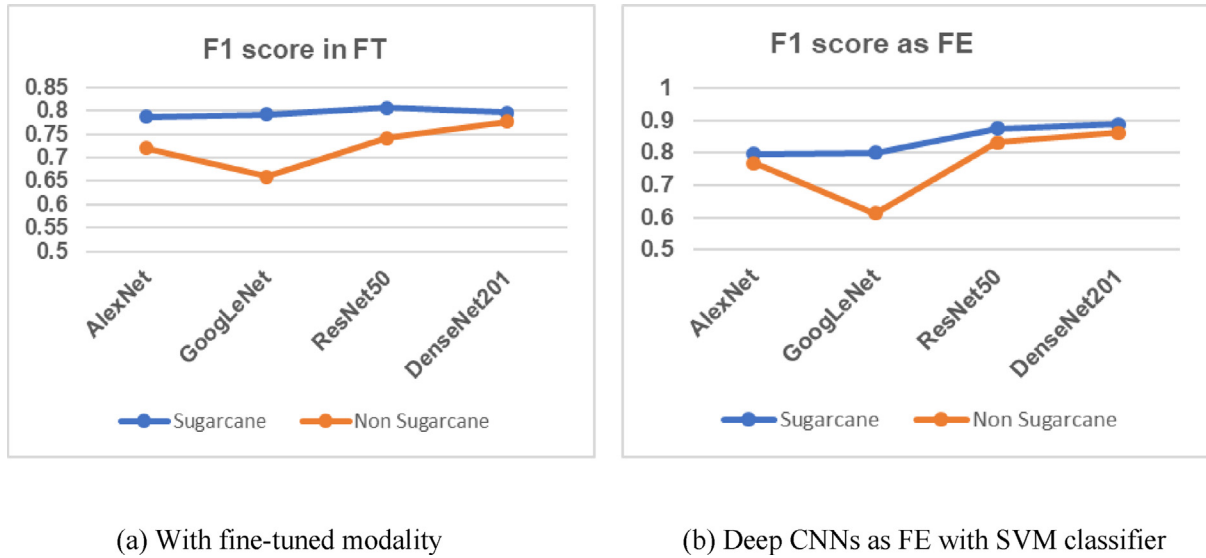 F1 score in FT
0.85
0.8
0.75
0.7
0.65
0.6
0.55
0.5
AlexNet
GoogLeNet
ResNet50
DenseNet201
Sugarcane
Non Sugarcane
F1 score as FE
1
0.9
0.8
0.7
0.6
0.5
AlexNet
GoogLeNet
ResNet50
DenseNet201
Sugarcane
Non Sugarcane
(a) With fine-tuned modality
(b) Deep CNNs as FE with SVM classifier